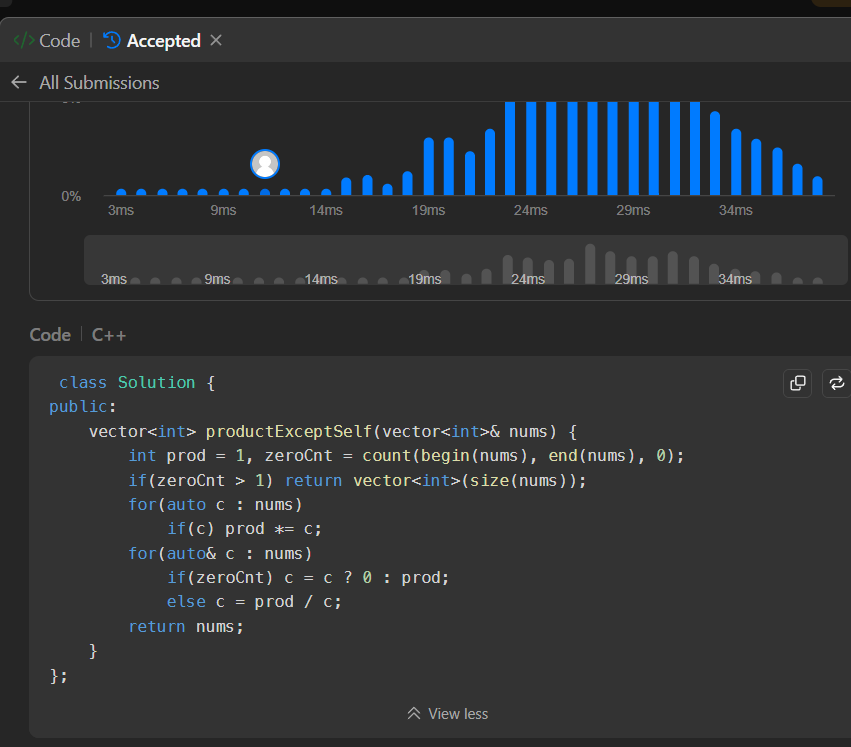 </> Code | Accepted ×
← All Submissions
0%
3ms 9ms 14ms 19ms 24ms 29ms 34ms
3ms 9ms 14ms 19ms 24ms 29ms 34ms
Code | C++
class Solution {
public:
    vector<int> productExceptSelf(vector<int>& nums) {
        int prod = 1, zeroCnt = count(begin(nums), end(nums), 0);
        if(zeroCnt > 1) return vector<int>(size(nums));
        for(auto c : nums)
            if(c) prod *= c;
        for(auto& c : nums)
            if(zeroCnt) c = c ? 0 : prod;
            else c = prod / c;
        return nums;
    }
};
View less